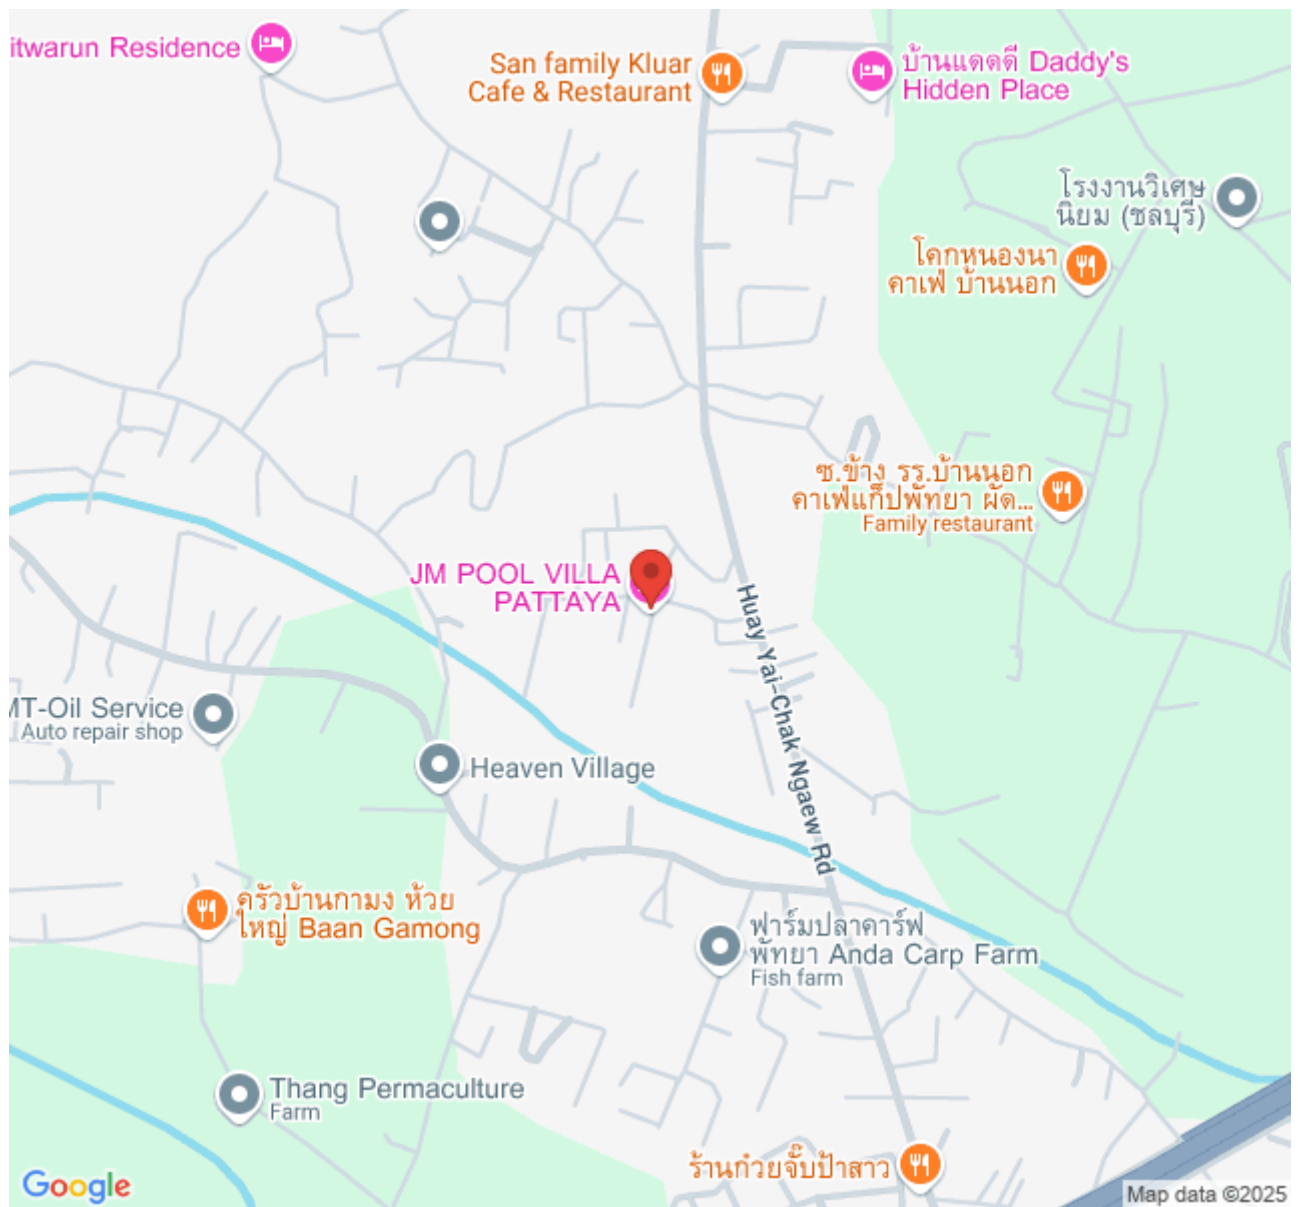 itwarun Residence
San family Kluar
Cafe & Restaurant
บ้านแดดดี Daddy's
Hidden Place
โรงงานวิเศษ
นิยม (ชลบุรี)
โคกหนองนา
คาเฟ่ บ้านนอก
ซ.ข้าง รร.บ้านนอก
คาเฟ่แก็ปพัทยา ผัด...
Family restaurant
JM POOL VILLA
PATTAYA
Huay Yai-Chak Ngaew Rd
MT-Oil Service
Auto repair shop
Heaven Village
ครัวบ้านกามง ห้วย
ใหญ่ Baan Gamong
ฟาร์มปลาคาร์ฟ
พัทยา Anda Carp Farm
Fish farm
Thang Permaculture
Farm
ร้านก๋วยจั๊บป้าสาว
Google
Map data ©2025